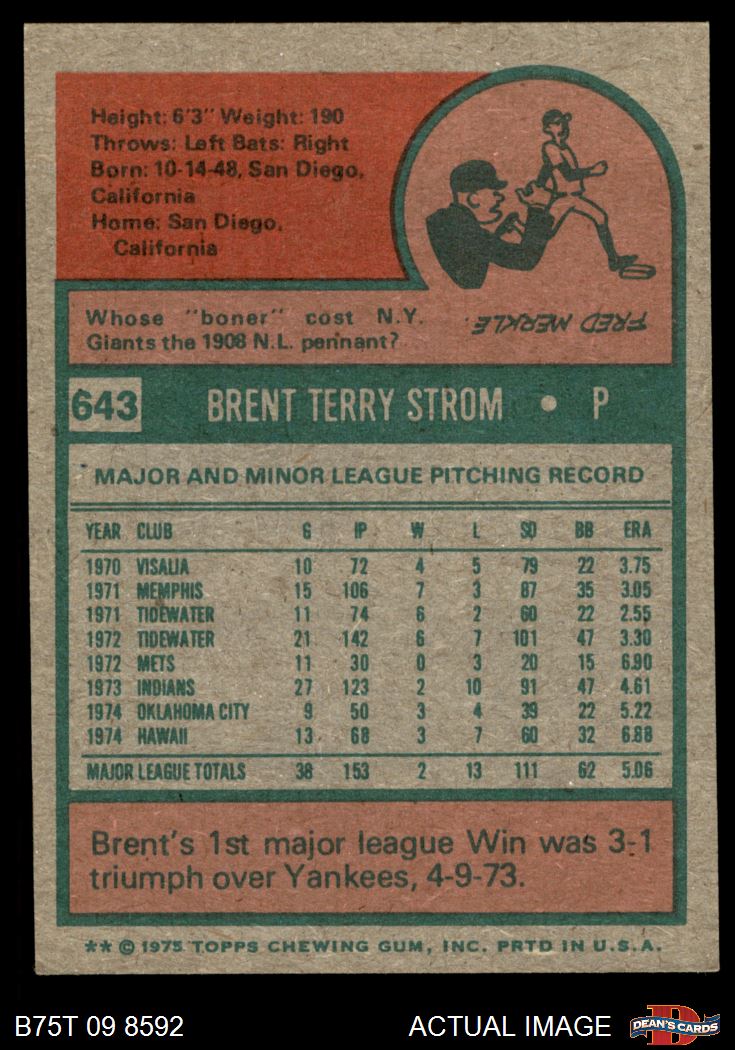 Height: 6'3" Weight: 190
Throws: Left Bats: Right
Born: 10-14-48, San Diego,
California
Home: San Diego,
California
Whose "boner" cost N.Y.
Giants the 1908 N.L. pennant?
FRED MERKLE.
643 BRENT TERRY STROM • P
MAJOR AND MINOR LEAGUE PITCHING RECORD
YEAR CLUB G IP W L SO BB ERA
1970 VISALIA 10 72 4 5 79 22 3.75
1971 MEMPHIS 15 106 7 3 87 35 3.05
1971 TIDEWATER 11 74 6 2 60 22 2.55
1972 TIDEWATER 21 142 6 7 101 47 3.30
1972 METS 11 30 0 3 20 15 6.90
1973 INDIANS 27 123 2 10 91 47 4.61
1974 OKLAHOMA CITY 9 50 3 4 39 22 5.22
1974 HAWAII 13 68 3 7 60 32 6.88
MAJOR LEAGUE TOTALS 38 153 2 13 111 62 5.06
Brent's 1st major league Win was 3-1
triumph over Yankees, 4-9-73.
** © 1975 TOPPS CHEWING GUM, INC. PRTD IN U.S.A.
B75T 09 8592 ACTUAL IMAGE DEAN'S CARDS